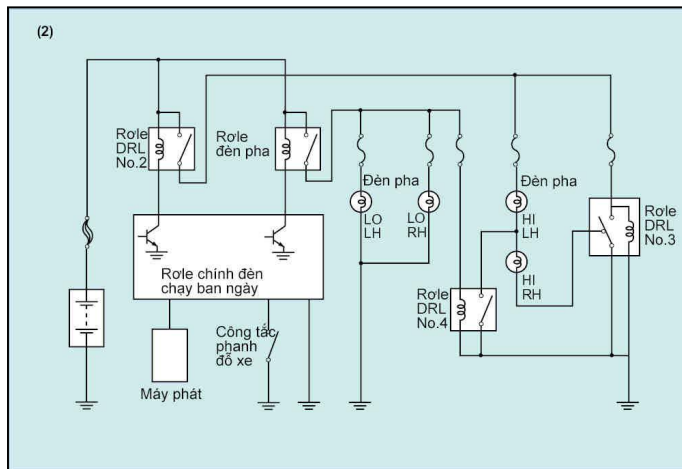 (2)
Rơle
DRL
No.2
Rơle
đèn pha
Đèn pha
LO
LH
LO
RH
Đèn pha
HI
LH
HI
RH
Rơle
DRL
No.3
Rơle
DRL
No.4
Rơle chính đèn
chạy ban ngày
Công tắc
phanh
đỗ xe
Máy phát